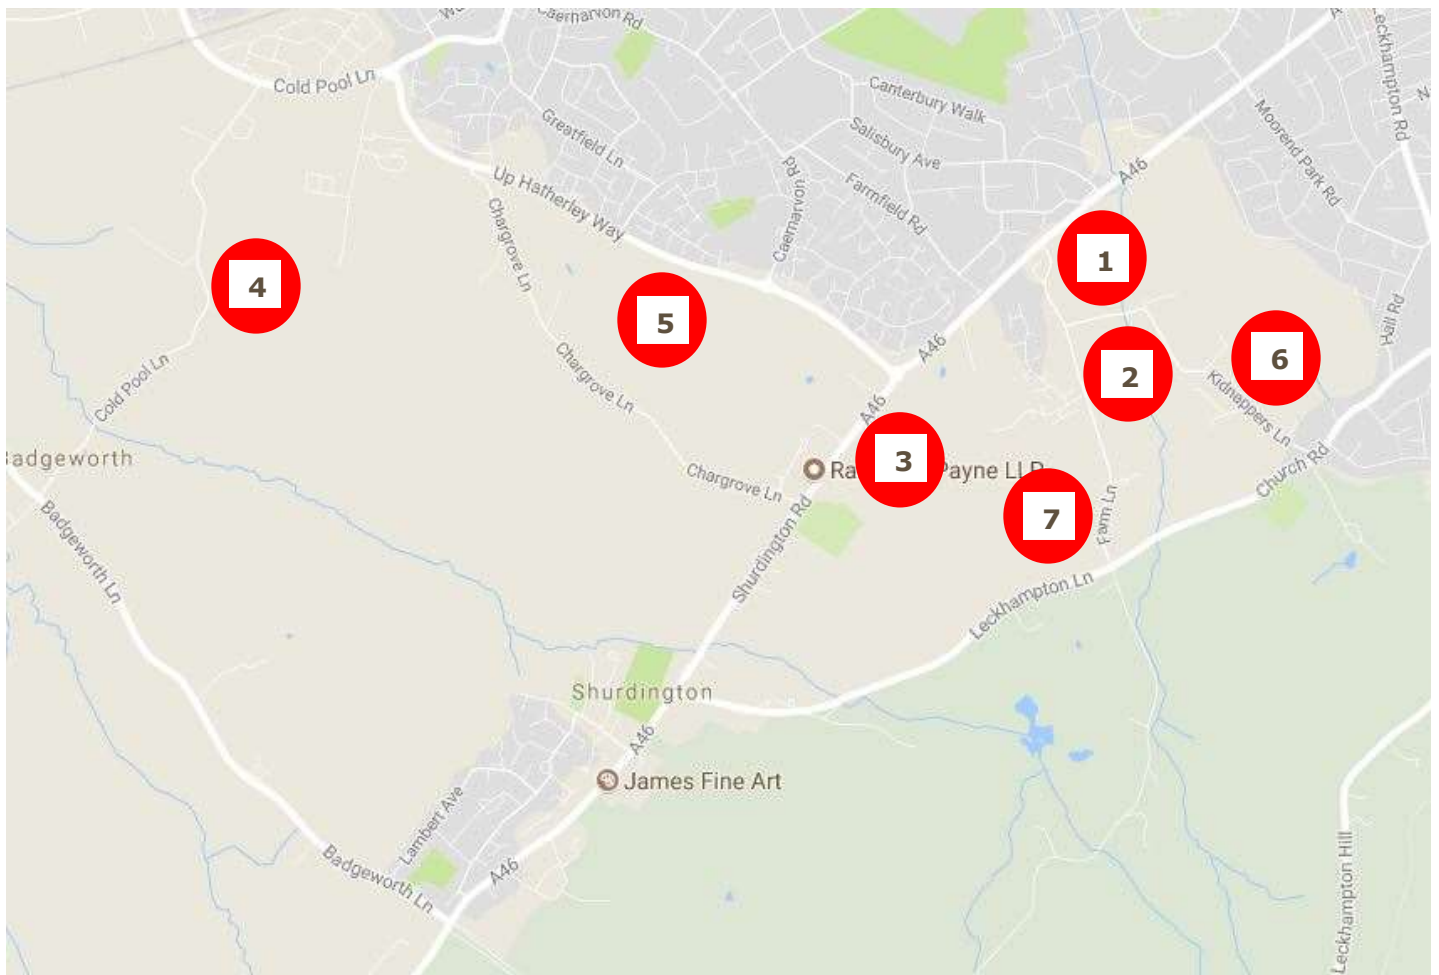 Caernarvon Rd
Cold Pool Ln
Canterbury Walk
Leckhampton Rd
Moorend Park Rd
Greatfield Ln
Salisbury Ave
A46
Up Hatherley Way
Caernarvon Rd
Farmfield Rd
Chargrove Ln
1
4
5
Hall Rd
A46
2
6
Cold Pool Ln
Chargrove Ln
Kidnappers Ln
A46
3
Payne LLP
Church Rd
Chargrove Ln
Badgeworth Ln
7
Farm Ln
Shurdington Rd
Leckhampton Ln
Shurdington
A46
James Fine Art
Lambert Ave
A46
Badgeworth Ln
Leckhampton Hill